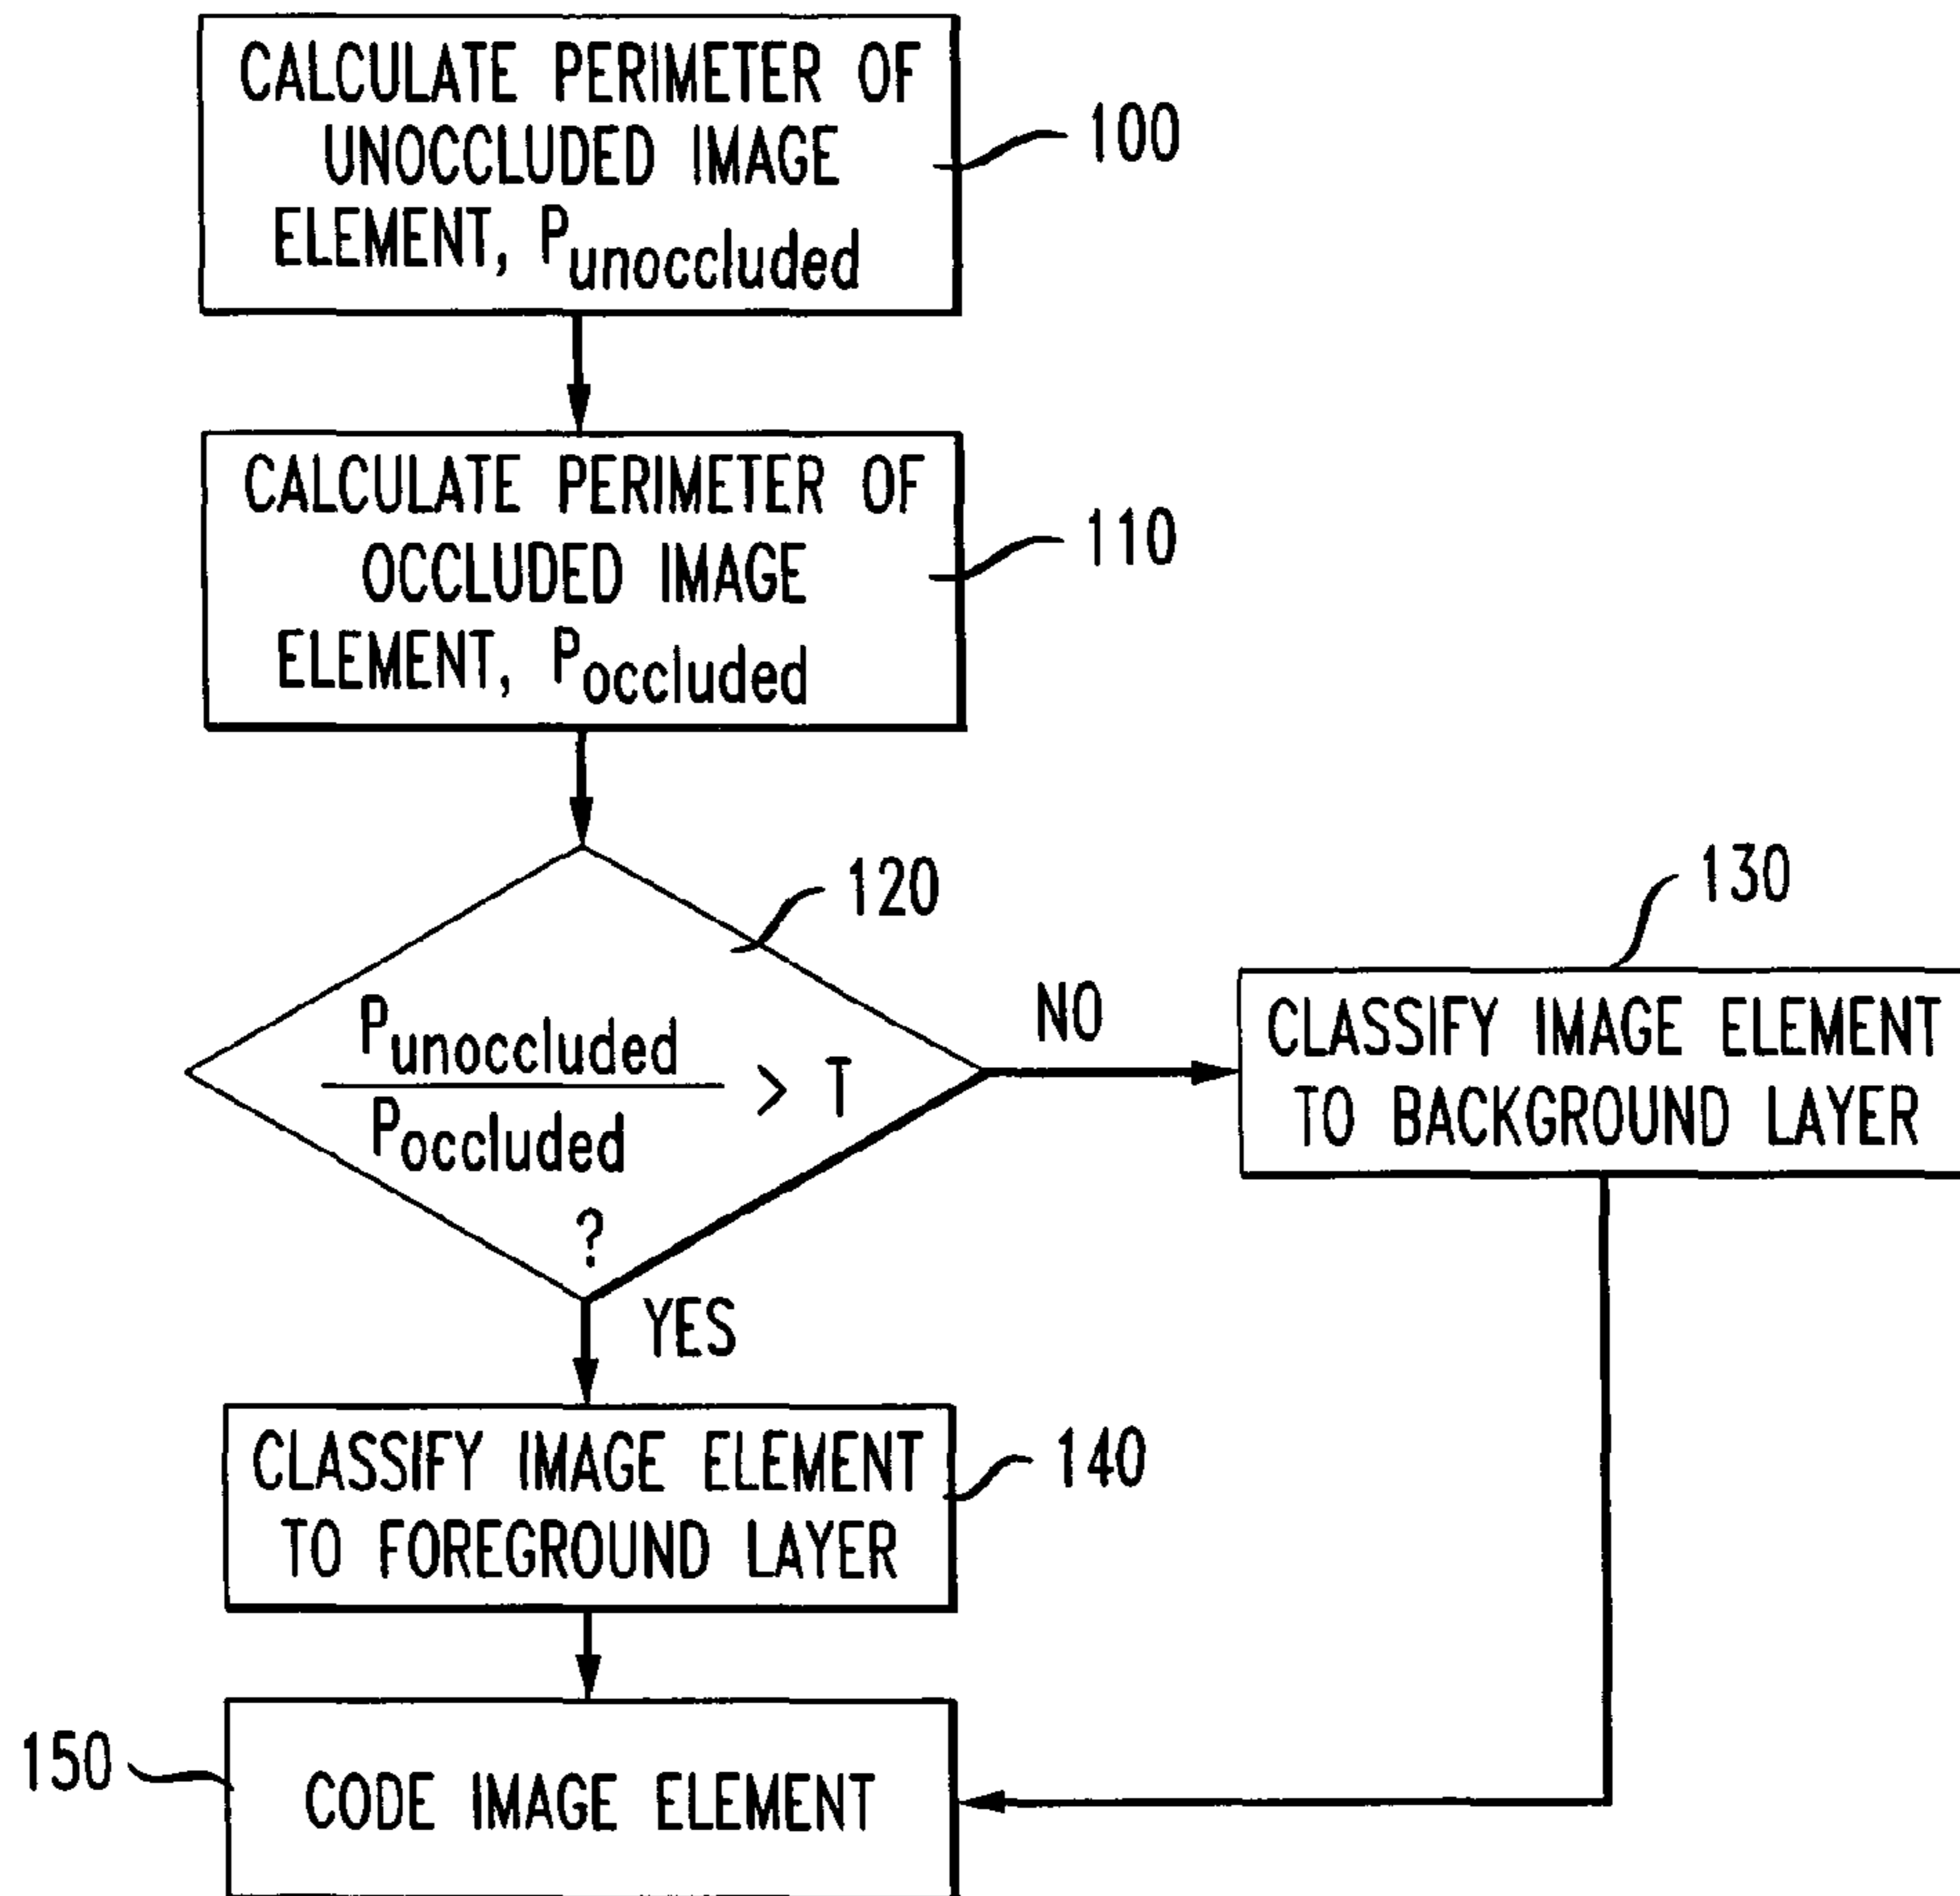 CALCULATE PERIMETER OF
UNOCCLUDED IMAGE
ELEMENT, Punoccluded
100
CALCULATE PERIMETER OF
OCCLUDED IMAGE
ELEMENT, Poccluded
110
120
Punoccluded
Poccluded
> T
?
NO
YES
130
CLASSIFY IMAGE ELEMENT
TO BACKGROUND LAYER
CLASSIFY IMAGE ELEMENT
TO FOREGROUND LAYER
140
150
CODE IMAGE ELEMENT